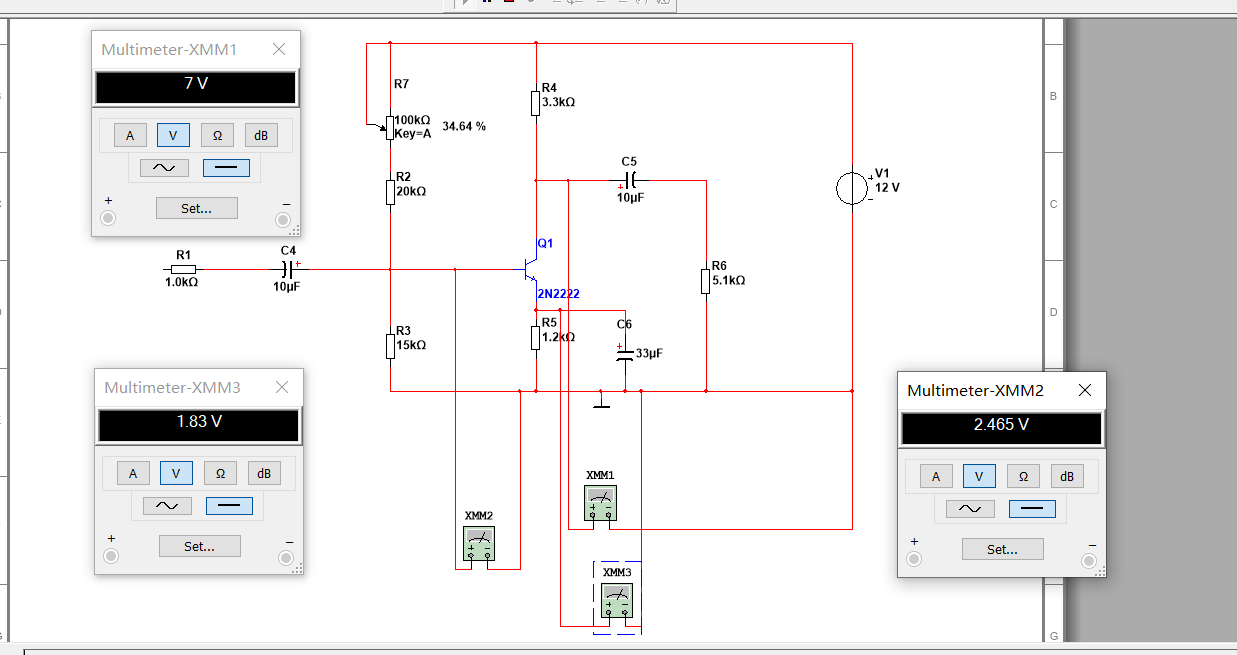 Multimeter-XMM1
7 V
A
V
Ω
dB
Set...
+
−
R7
100kΩ
Key=A
34.64 %
R4
3.3kΩ
B
C5
+
10µF
V1
12 V
+
−
R2
20kΩ
C
R1
1.0kΩ
C4
+
10µF
Q1
2N2222
R6
5.1kΩ
R3
15kΩ
R5
1.2kΩ
C6
+
33µF
D
Multimeter-XMM3
1.83 V
A
V
Ω
dB
Set...
+
−
Multimeter-XMM2
2.465 V
A
V
Ω
dB
Set...
+
−
XMM1
+
−
XMM2
+
−
XMM3
+
−
G